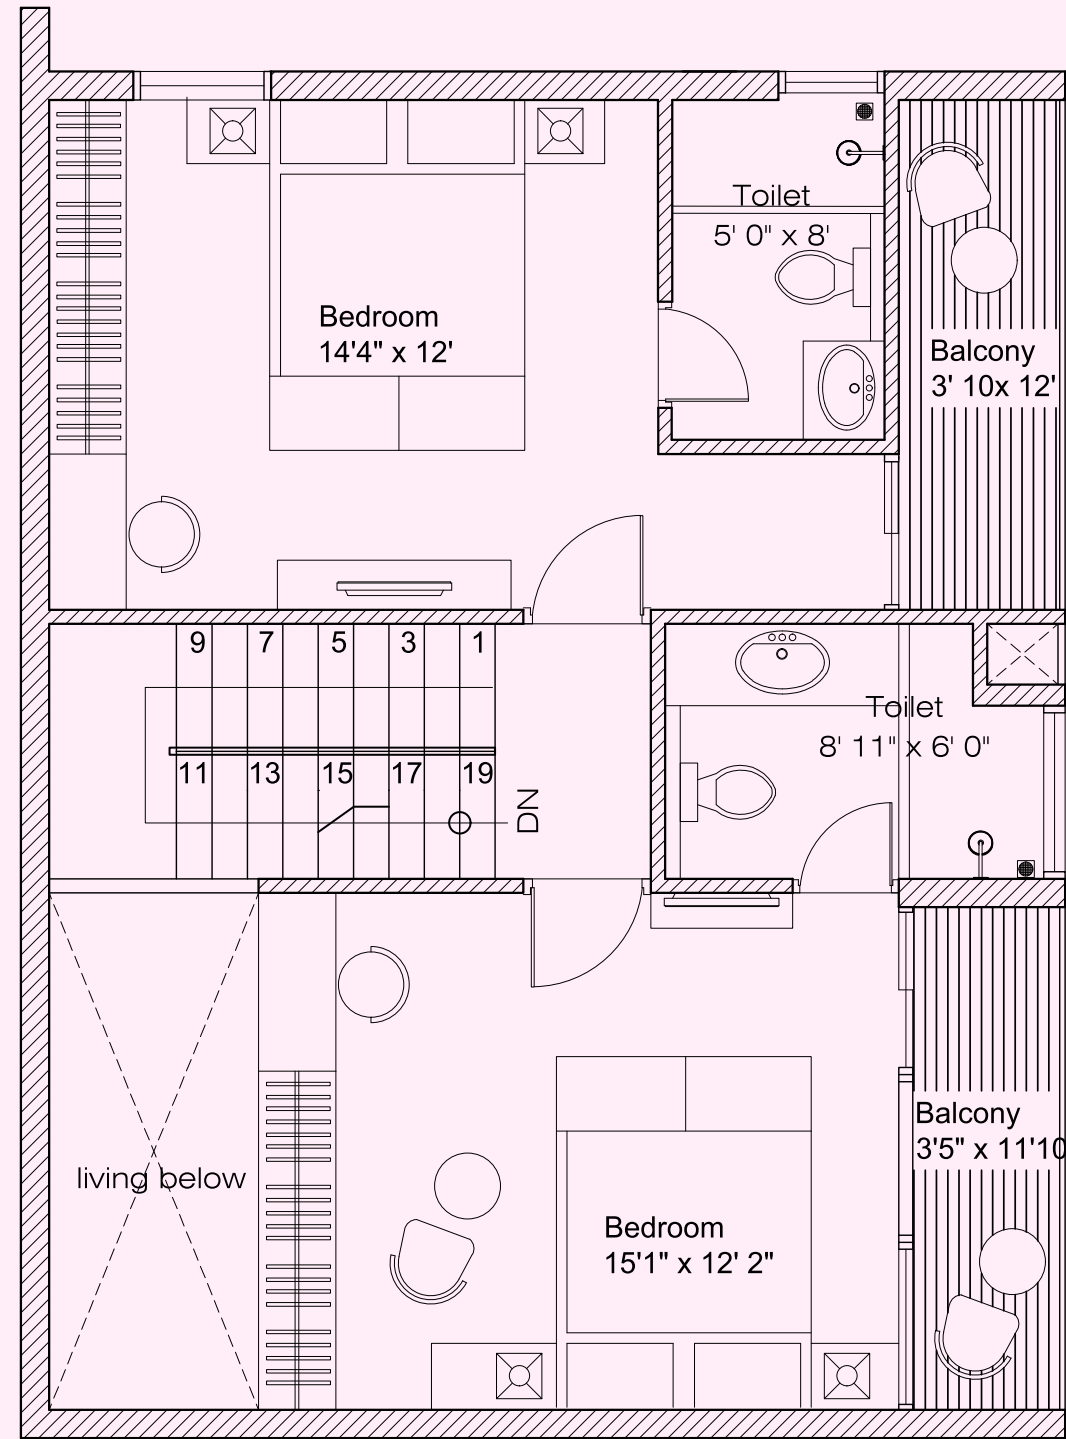 Toilet
5' 0" x 8'
Bedroom
14'4" x 12'
Balcony
3' 10x 12'
9 7 5 3 1
11 13 15 17 19
DN
Toilet
8' 11" x 6' 0"
living below
Balcony
3'5" x 11'10
Bedroom
15'1" x 12' 2"